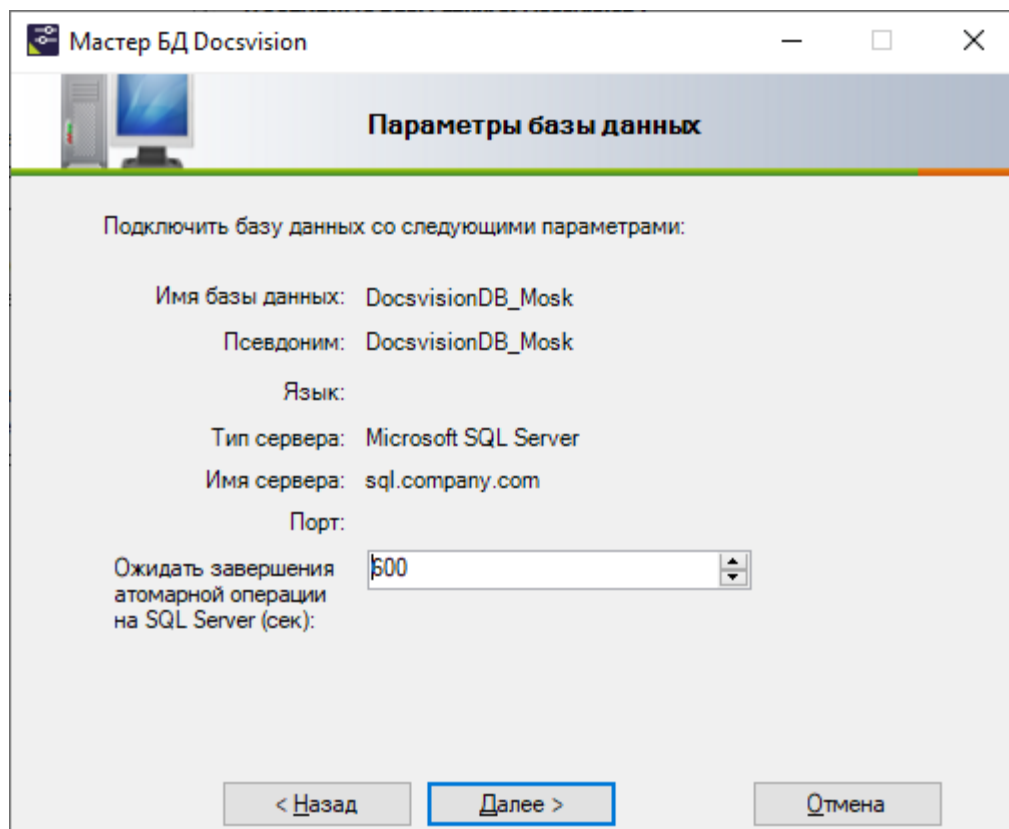 Мастер БД Docsvision
Параметры базы данных
Подключить базу данных со следующими параметрами:
Имя базы данных: DocsvisionDB_Mosk
Псевдоним: DocsvisionDB_Mosk
Язык:
Тип сервера: Microsoft SQL Server
Имя сервера: sql.company.com
Порт:
Ожидать завершения 600
атомарной операции
на SQL Server (сек):
< Назад Далее > Отмена